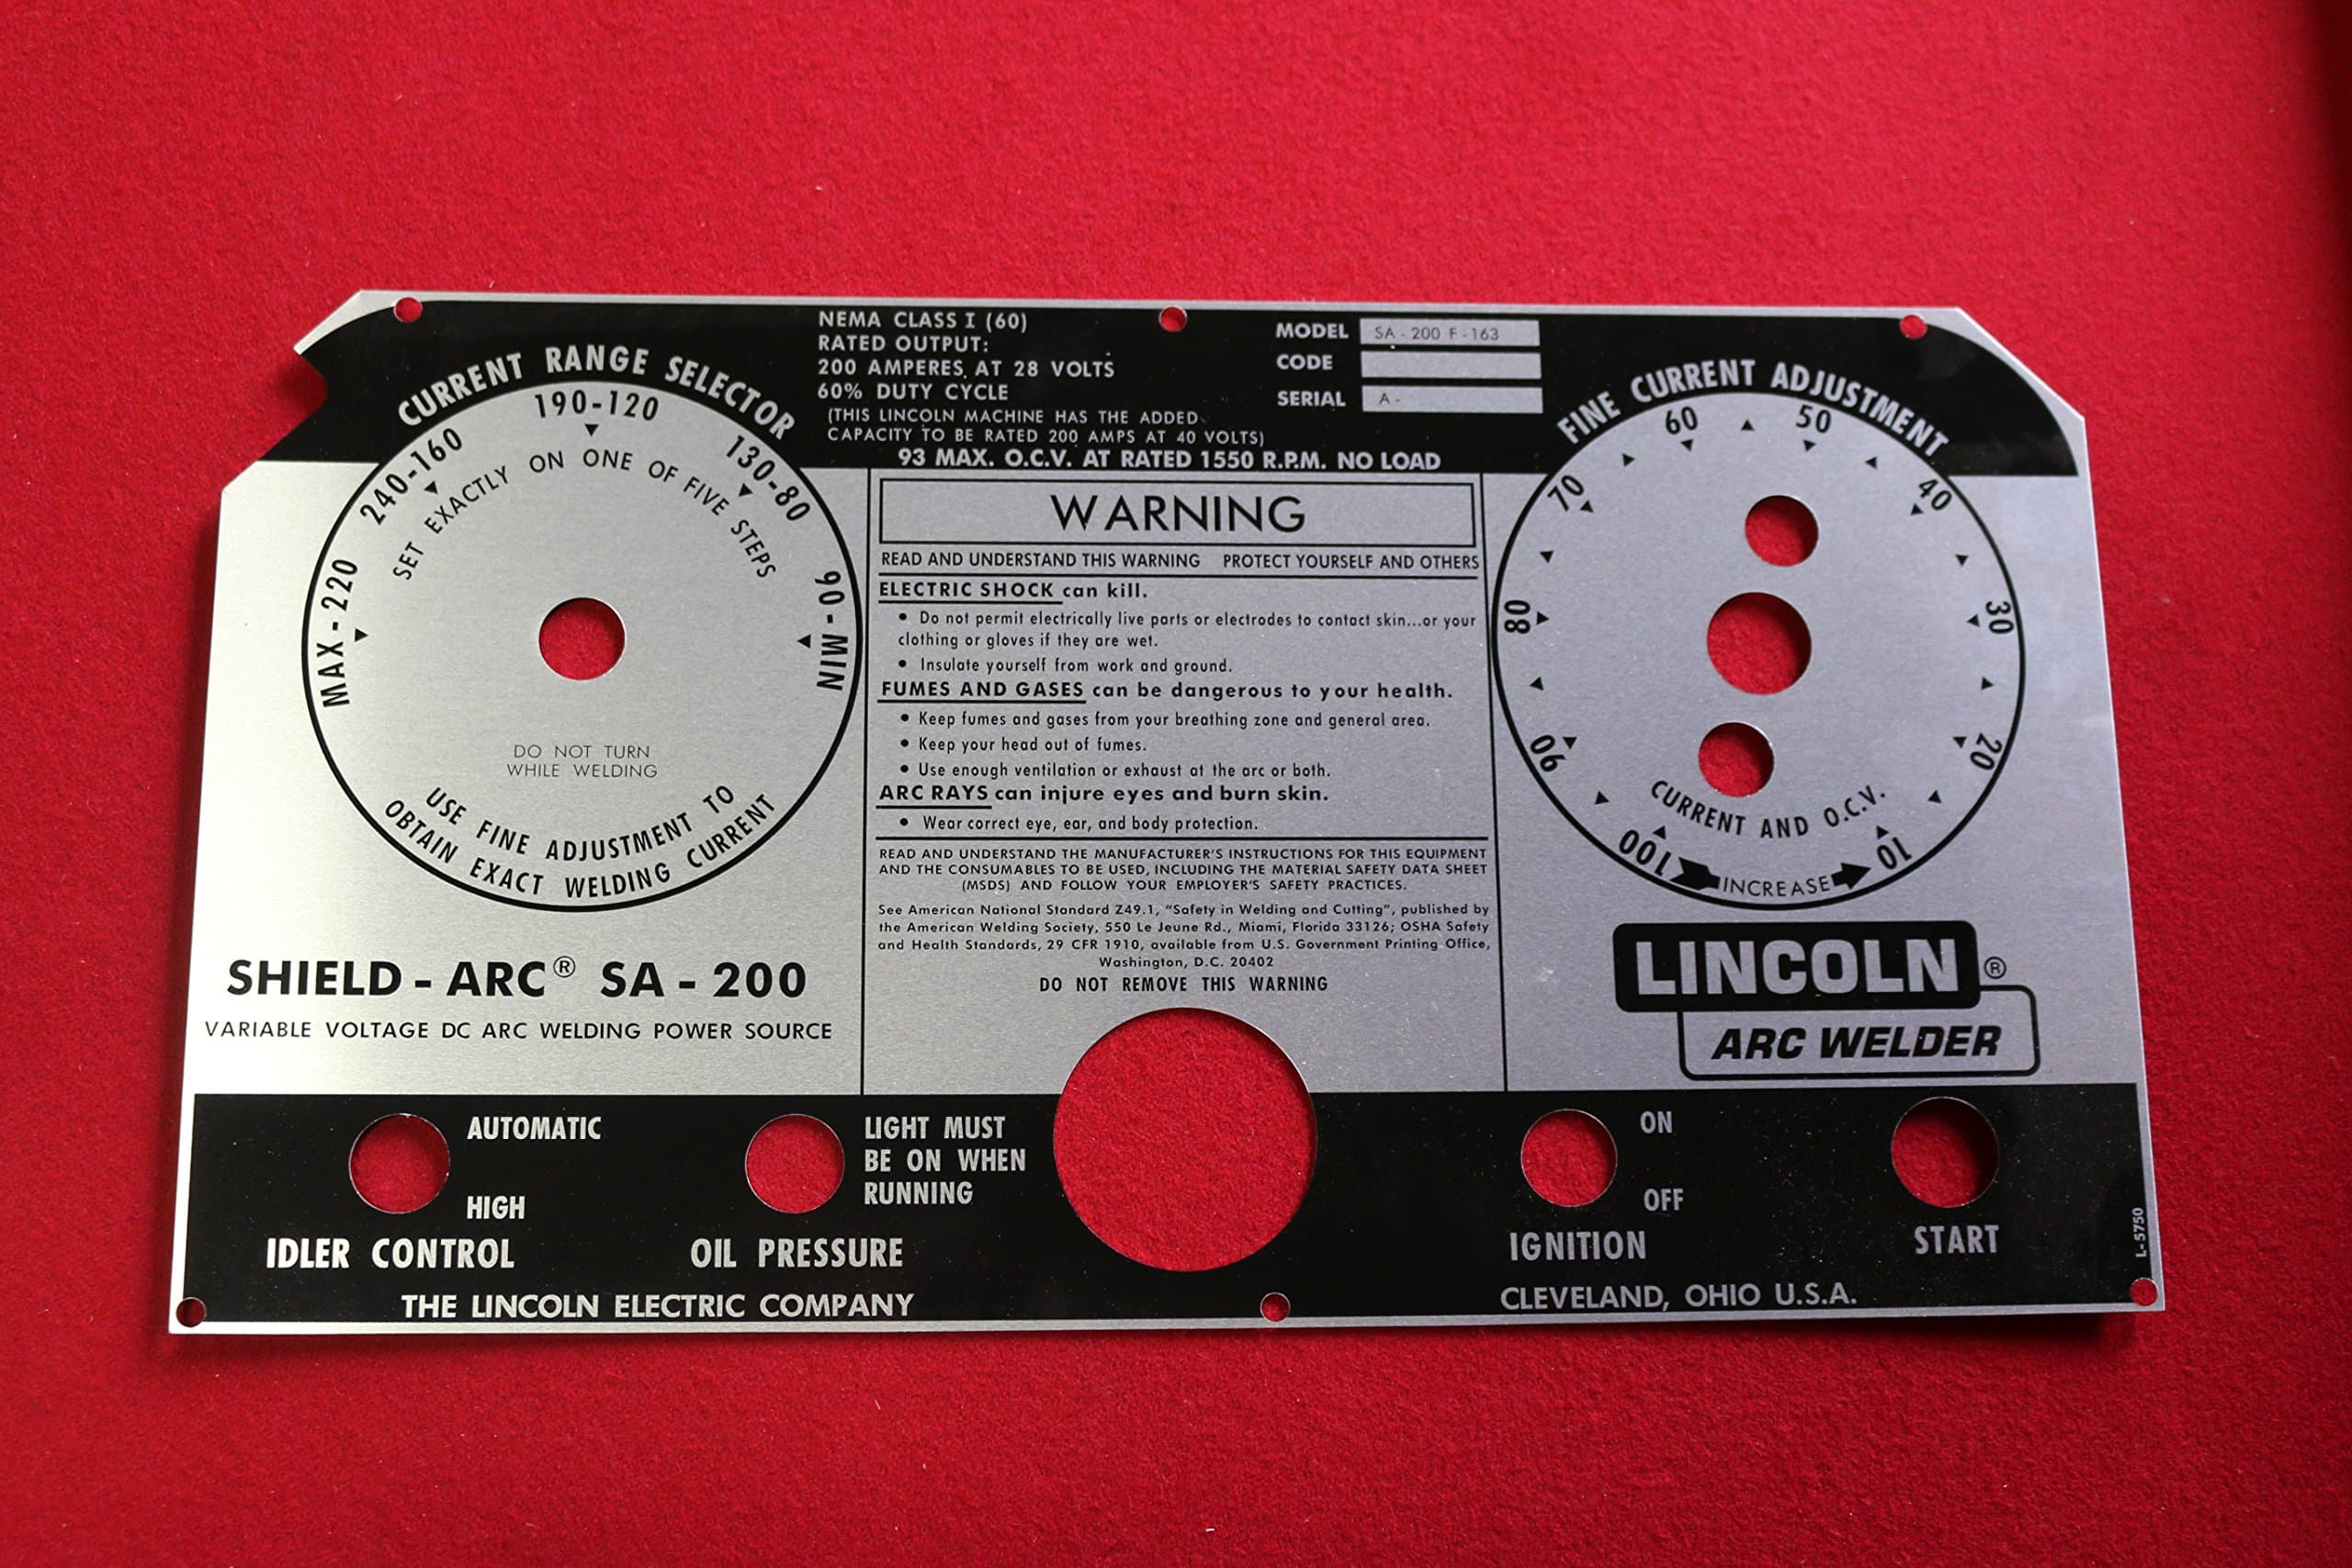 NEMA CLASS I (60)
RATED OUTPUT:
200 AMPERES AT 28 VOLTS
60% DUTY CYCLE
(THIS LINCOLN MACHINE HAS THE ADDED
CAPACITY TO BE RATED 200 AMPS AT 40 VOLTS)
93 MAX. O.C.V. AT RATED 1550 R.P.M. NO LOAD
MODEL SA-200 F-163
CODE
SERIAL A-
CURRENT RANGE SELECTOR
MAX-220
240-160
190-120
130-80
90-MIN
SET EXACTLY ON ONE OF FIVE STEPS
DO NOT TURN
WHILE WELDING
USE FINE ADJUSTMENT TO
OBTAIN EXACT WELDING CURRENT
SHIELD-ARC® SA-200
VARIABLE VOLTAGE DC ARC WELDING POWER SOURCE
WARNING
READ AND UNDERSTAND THIS WARNING PROTECT YOURSELF AND OTHERS
ELECTRIC SHOCK can kill.
• Do not permit electrically live parts or electrodes to contact skin...or your
clothing or gloves if they are wet.
• Insulate yourself from work and ground.
FUMES AND GASES can be dangerous to your health.
• Keep fumes and gases from your breathing zone and general area.
• Keep your head out of fumes.
• Use enough ventilation or exhaust at the arc or both.
ARC RAYS can injure eyes and burn skin.
• Wear correct eye, ear, and body protection.
READ AND UNDERSTAND THE MANUFACTURER'S INSTRUCTIONS FOR THIS EQUIPMENT
AND THE CONSUMABLES TO BE USED, INCLUDING THE MATERIAL SAFETY DATA SHEET
(MSDS) AND FOLLOW YOUR EMPLOYER'S SAFETY PRACTICES.
See American National Standard Z49.1, "Safety in Welding and Cutting", published by
the American Welding Society, 550 Le Jeune Rd., Miami, Florida 33126; OSHA Safety
and Health Standards, 29 CFR 1910, available from U.S. Government Printing Office,
Washington, D.C. 20402
DO NOT REMOVE THIS WARNING
FINE CURRENT ADJUSTMENT
100
90
80
70
60
50
40
30
20
10
CURRENT AND O.C.V.
INCREASE
LINCOLN®
ARC WELDER
AUTOMATIC
HIGH
IDLER CONTROL
LIGHT MUST
BE ON WHEN
RUNNING
OIL PRESSURE
ON
OFF
IGNITION
START
L-5750
THE LINCOLN ELECTRIC COMPANY
CLEVELAND, OHIO U.S.A.